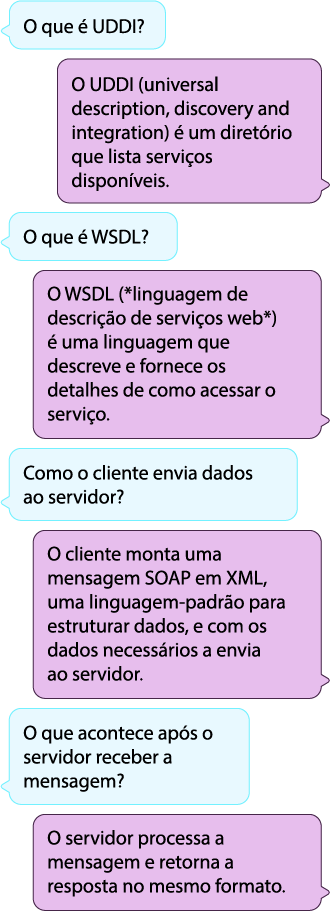 O que é UDDI?
O UDDI (universal
description, discovery and
integration) é um diretório
que lista serviços
disponíveis.
O que é WSDL?
O WSDL (*linguagem de
descrição de serviços web*)
é uma linguagem que
descreve e fornece os
detalhes de como acessar o
serviço.
Como o cliente envia dados
ao servidor?
O cliente monta uma
mensagem SOAP em XML,
uma linguagem-padrão para
estruturar dados, e com os
dados necessários a envia
ao servidor.
O que acontece após o
servidor receber a
mensagem?
O servidor processa a
mensagem e retorna a
resposta no mesmo formato.